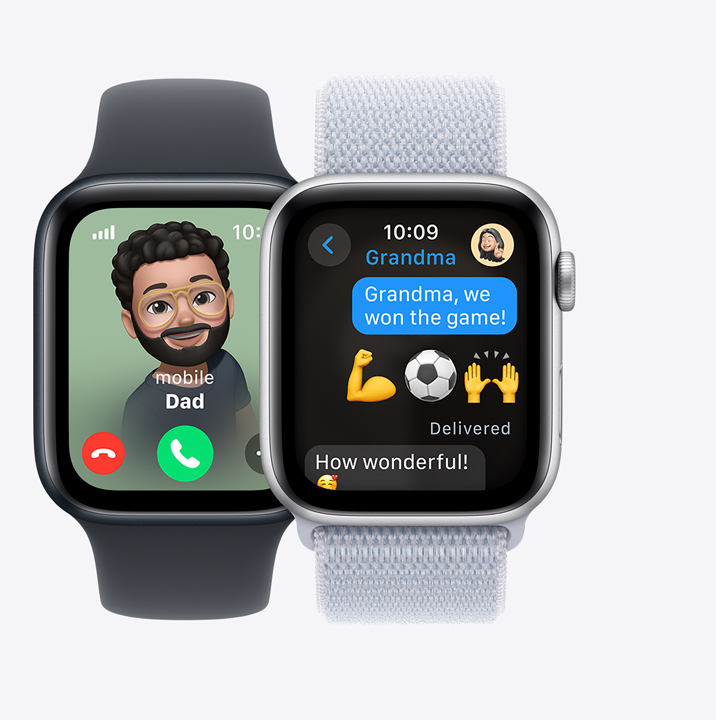 10:
mobile
Dad
10:09
Grandma
Grandma, we
won the game!
💪⚽🙌
Delivered
How wonderful!
🥰